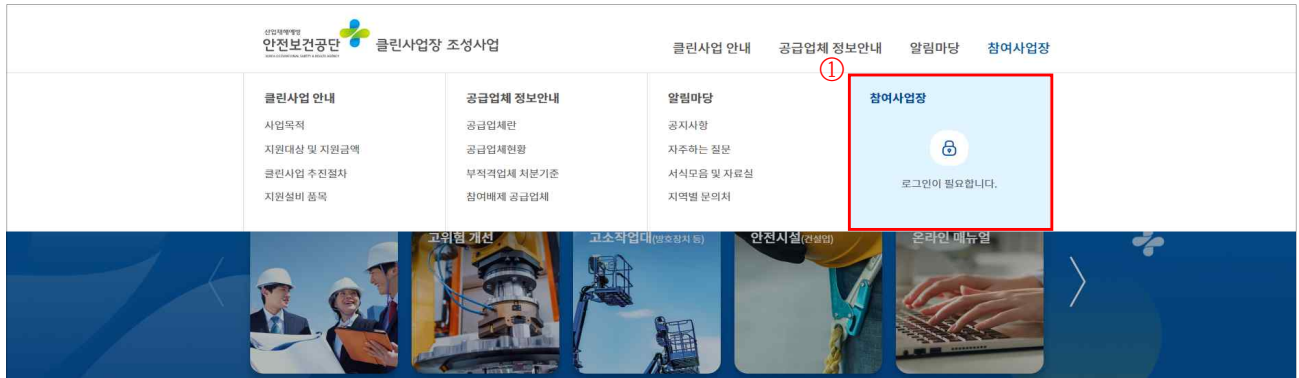 산업재해예방
안전보건공단 클린사업장 조성사업
KOREA OCCUPATIONAL SAFETY & HEALTH AGENCY
클린사업 안내 공급업체 정보안내 알림마당 참여사업장
①
클린사업 안내
사업목적
지원대상 및 지원금액
클린사업 추진절차
지원설비 품목
공급업체 정보안내
공급업체란
공급업체현황
부적격업체 처분기준
참여배제 공급업체
알림마당
공지사항
자주하는 질문
서식모음 및 자료실
지역별 문의처
참여사업장
로그인이 필요합니다.
고위험 개선
고소작업대(방호장치 등)
안전시설(건설업)
온라인 매뉴얼